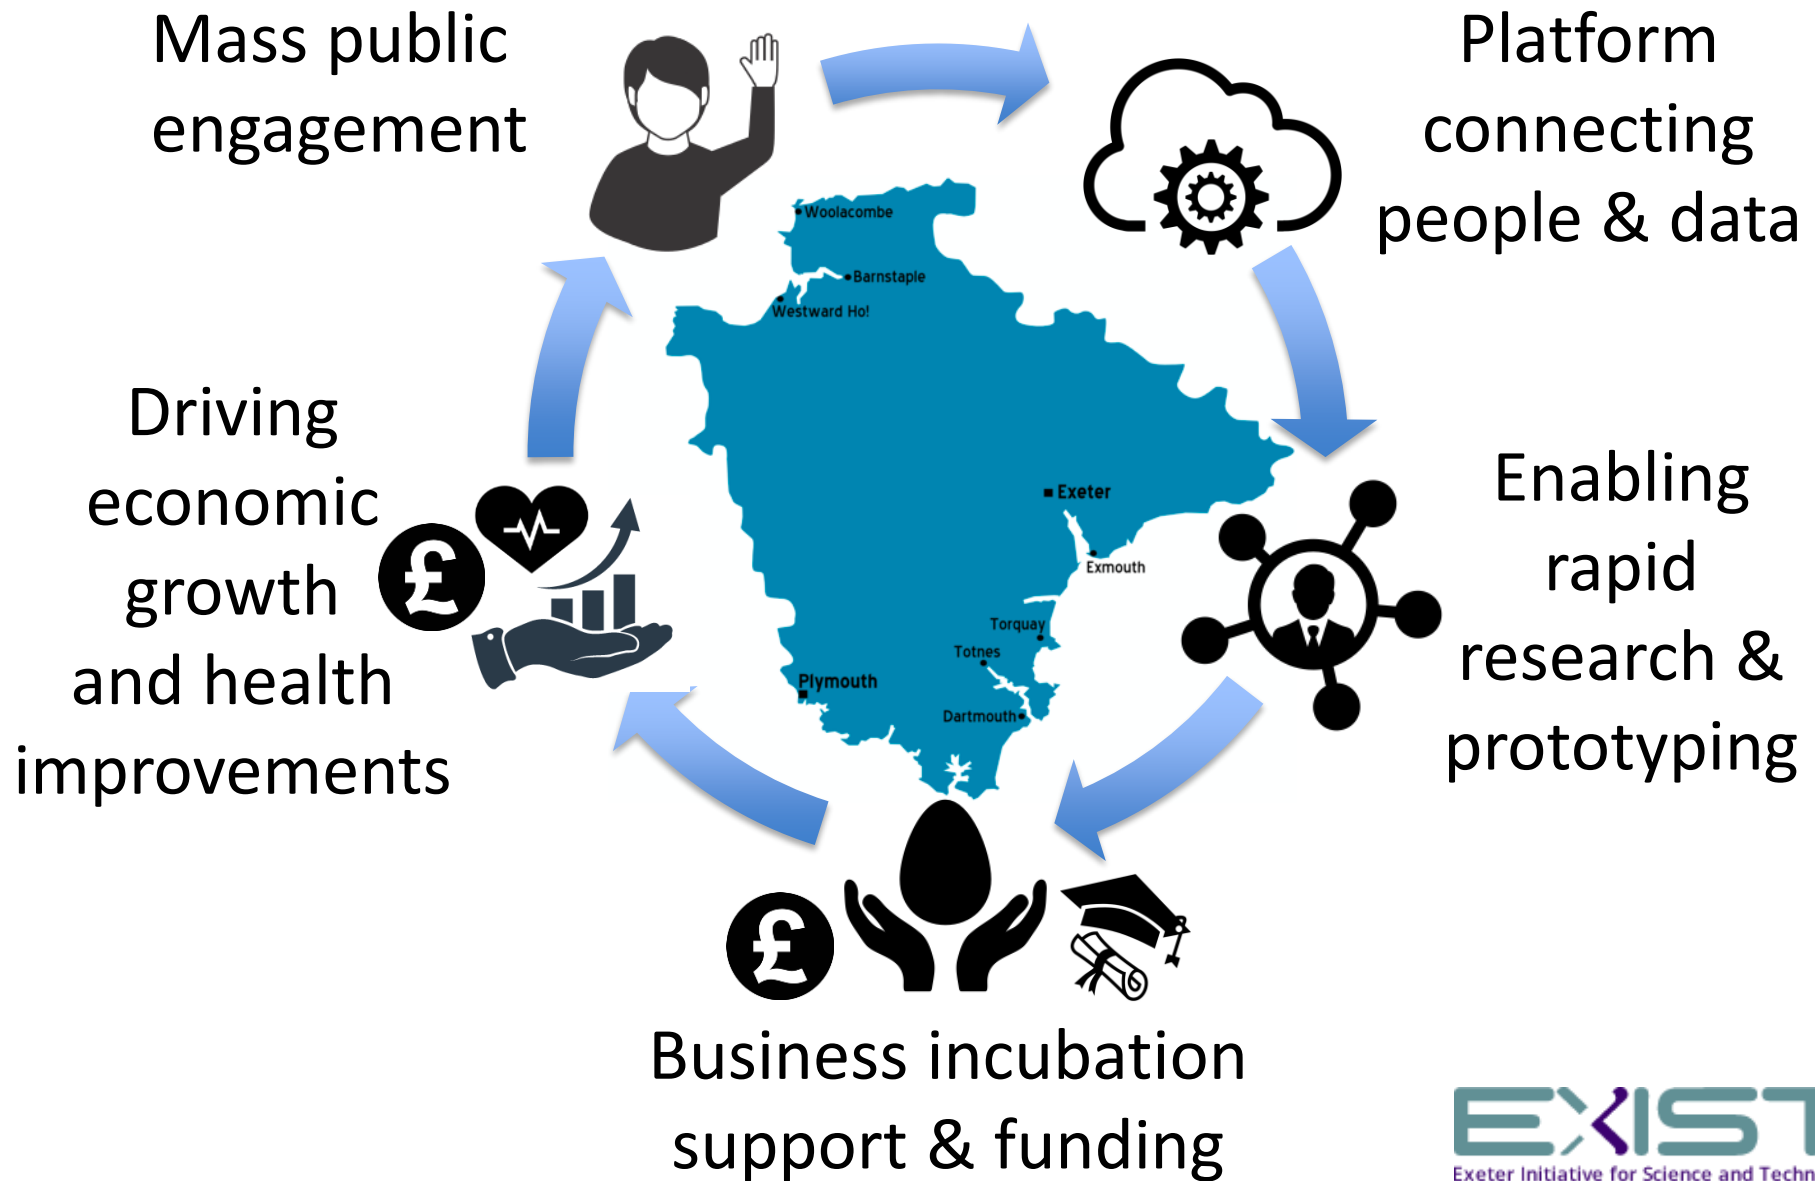 Mass public
engagement
Platform
connecting
people & data
Woolacombe
Barnstaple
Westward Ho!
Driving
economic
growth
and health
improvements
£
Exeter
Exmouth
Torquay
Totnes
Plymouth
Dartmouth
Enabling
rapid
research &
prototyping
£
Business incubation
support & funding
EXIST
Exeter Initiative for Science and Techn